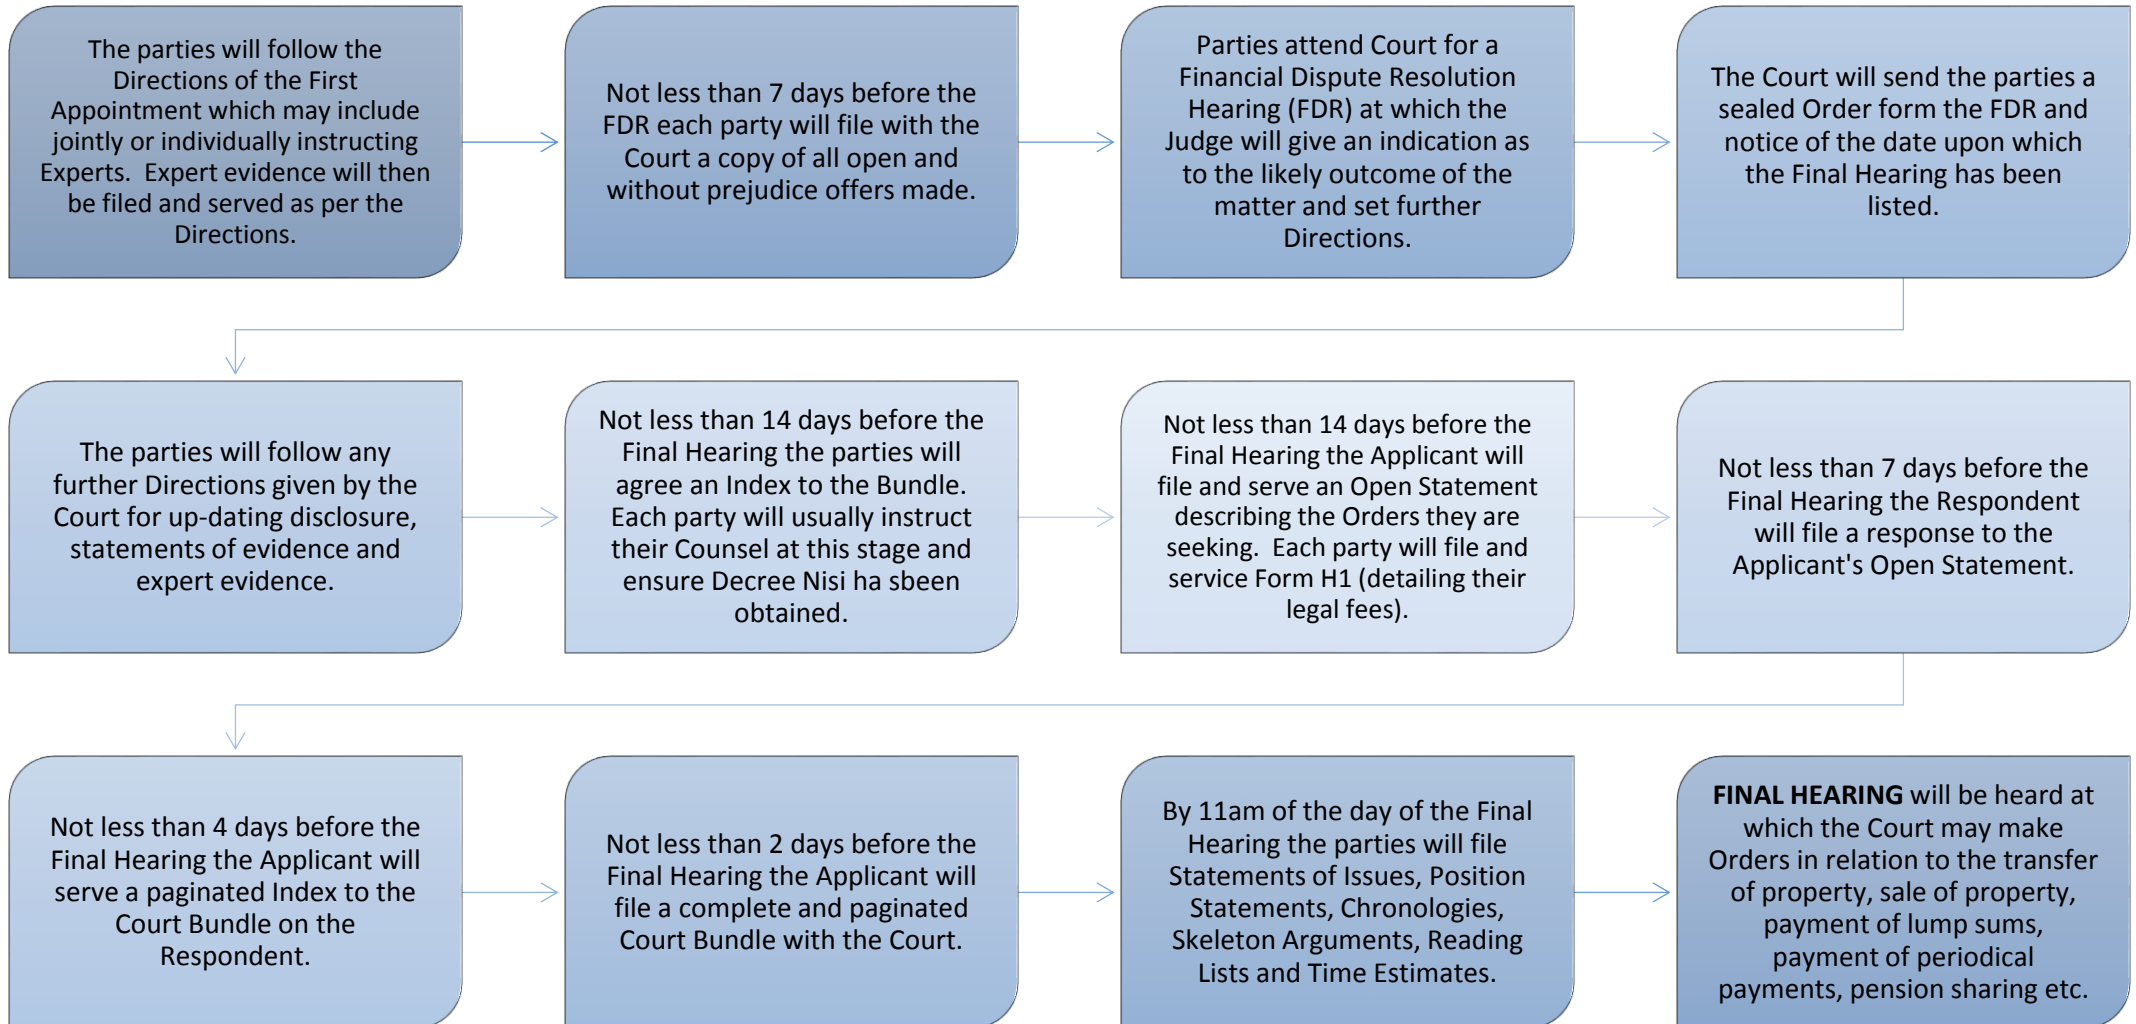 The parties will follow the
Directions of the First
Appointment which may include
jointly or individually instructing
Experts.  Expert evidence will then
be filed and served as per the
Directions.
Not less than 7 days before the
FDR each party will file with the
Court a copy of all open and
without prejudice offers made.
Parties attend Court for a
Financial Dispute Resolution
Hearing (FDR) at which the
Judge will give an indication as
to the likely outcome of the
matter and set further
Directions.
The Court will send the parties a
sealed Order form the FDR and
notice of the date upon which
the Final Hearing has been
listed.
The parties will follow any
further Directions given by the
Court for up-dating disclosure,
statements of evidence and
expert evidence.
Not less than 14 days before the
Final Hearing the parties will
agree an Index to the Bundle.
Each party will usually instruct
their Counsel at this stage and
ensure Decree Nisi ha sbeen
obtained.
Not less than 14 days before the
Final Hearing the Applicant will
file and serve an Open Statement
describing the Orders they are
seeking.  Each party will file and
service Form H1 (detailing their
legal fees).
Not less than 7 days before the
Final Hearing the Respondent
will file a response to the
Applicant's Open Statement.
Not less than 4 days before the
Final Hearing the Applicant will
serve a paginated Index to the
Court Bundle on the
Respondent.
Not less than 2 days before the
Final Hearing the Applicant will
file a complete and paginated
Court Bundle with the Court.
By 11am of the day of the Final
Hearing the parties will file
Statements of Issues, Position
Statements, Chronologies,
Skeleton Arguments, Reading
Lists and Time Estimates.
FINAL HEARING will be heard at
which the Court may make
Orders in relation to the transfer
of property, sale of property,
payment of lump sums,
payment of periodical
payments, pension sharing etc.